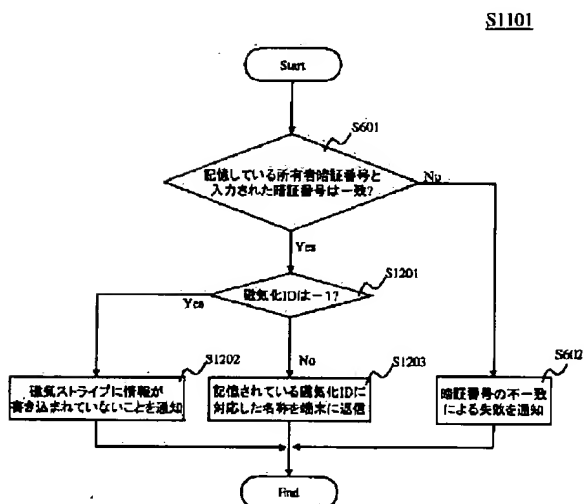 S1101
Start
S601
記憶している所有者暗証番号と
入力された暗証番号は一致?
No
Yes
S1201
磁気化IDは－1?
Yes
No
S1202
磁気ストライプに情報が
書き込まれていないことを通知
S1203
記憶されている磁気化IDに
対応した名称を端末に返信
S602
暗証番号の不一致
による失敗を通知
End